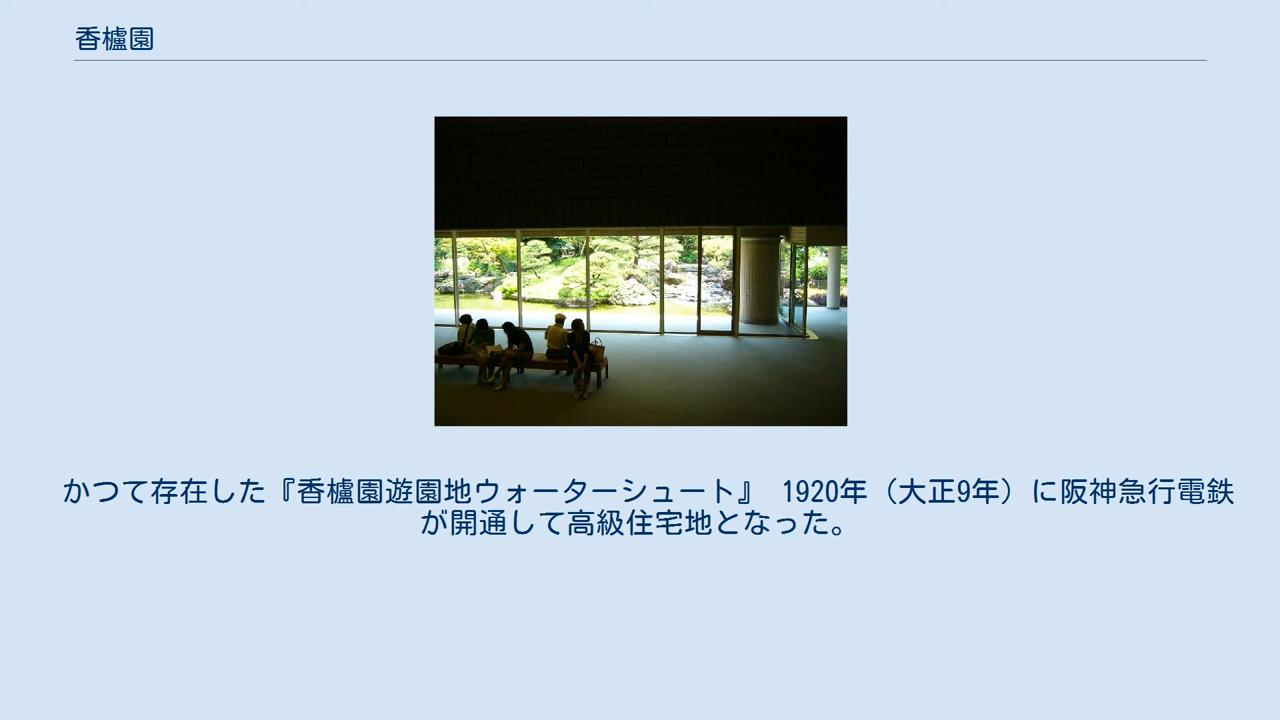 香櫨園
かつて存在した『香櫨園遊園地ウォーターシュート』 1920年（大正9年）に阪神急行電鉄
が開通して高級住宅地となった。